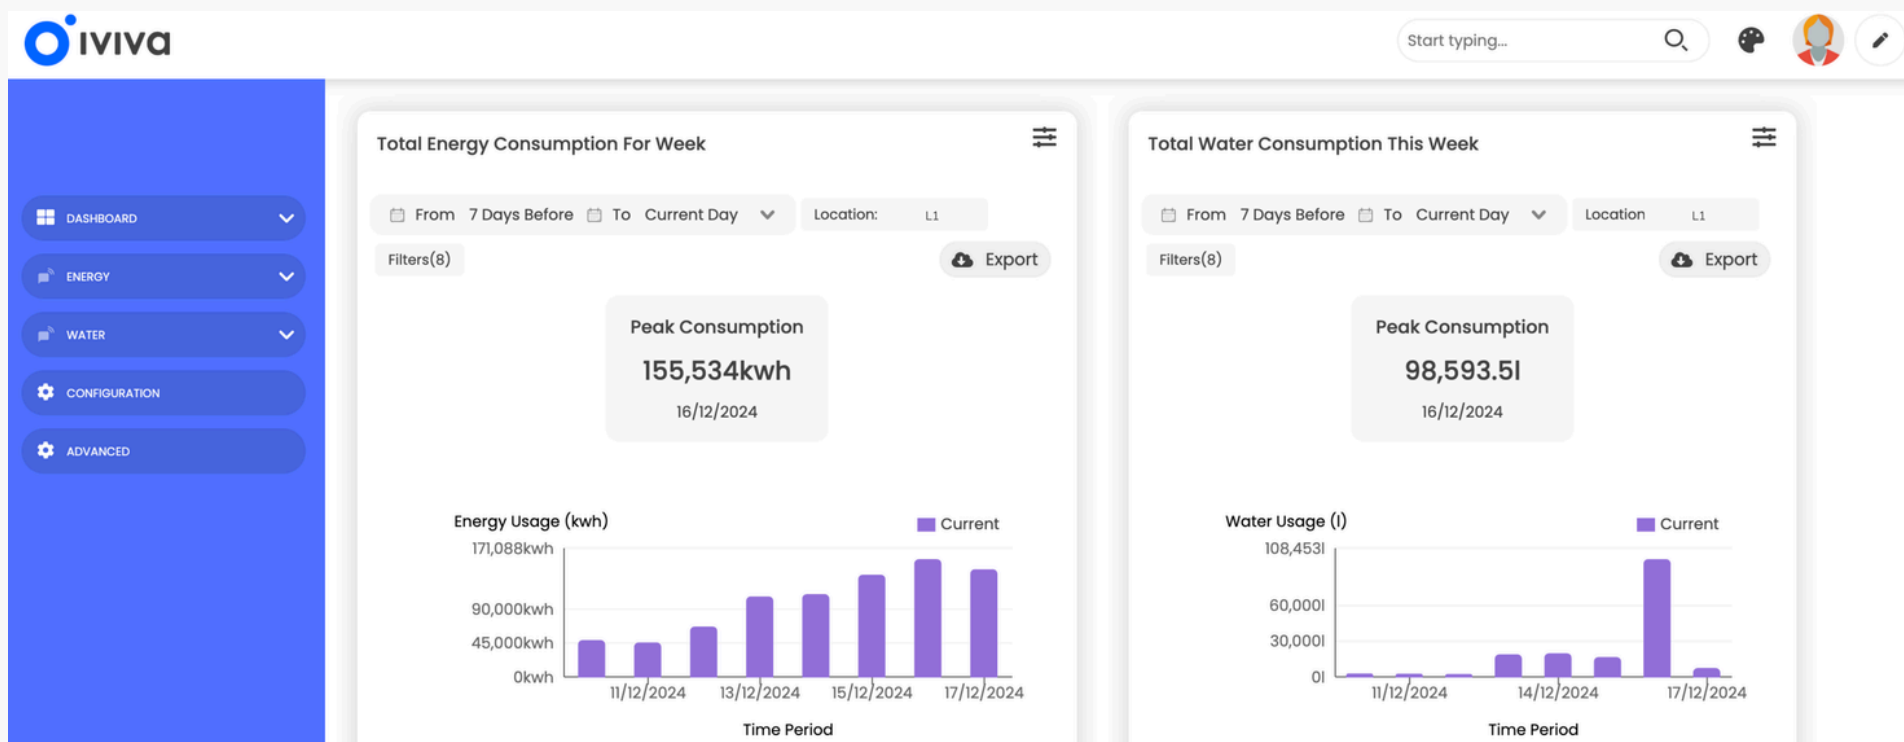 iviva
Start typing...
DASHBOARD
ENERGY
WATER
CONFIGURATION
ADVANCED
Total Energy Consumption For Week
From 7 Days Before To Current Day
Location: L1
Filters(8)
Export
Peak Consumption
155,534kwh
16/12/2024
Energy Usage (kwh)
Current
171,088kwh
90,000kwh
45,000kwh
0kwh
11/12/2024 13/12/2024 15/12/2024 17/12/2024
Time Period
Total Water Consumption This Week
From 7 Days Before To Current Day
Location L1
Filters(8)
Export
Peak Consumption
98,593.5l
16/12/2024
Water Usage (l)
Current
108,453l
60,000l
30,000l
0l
11/12/2024 14/12/2024 17/12/2024
Time Period